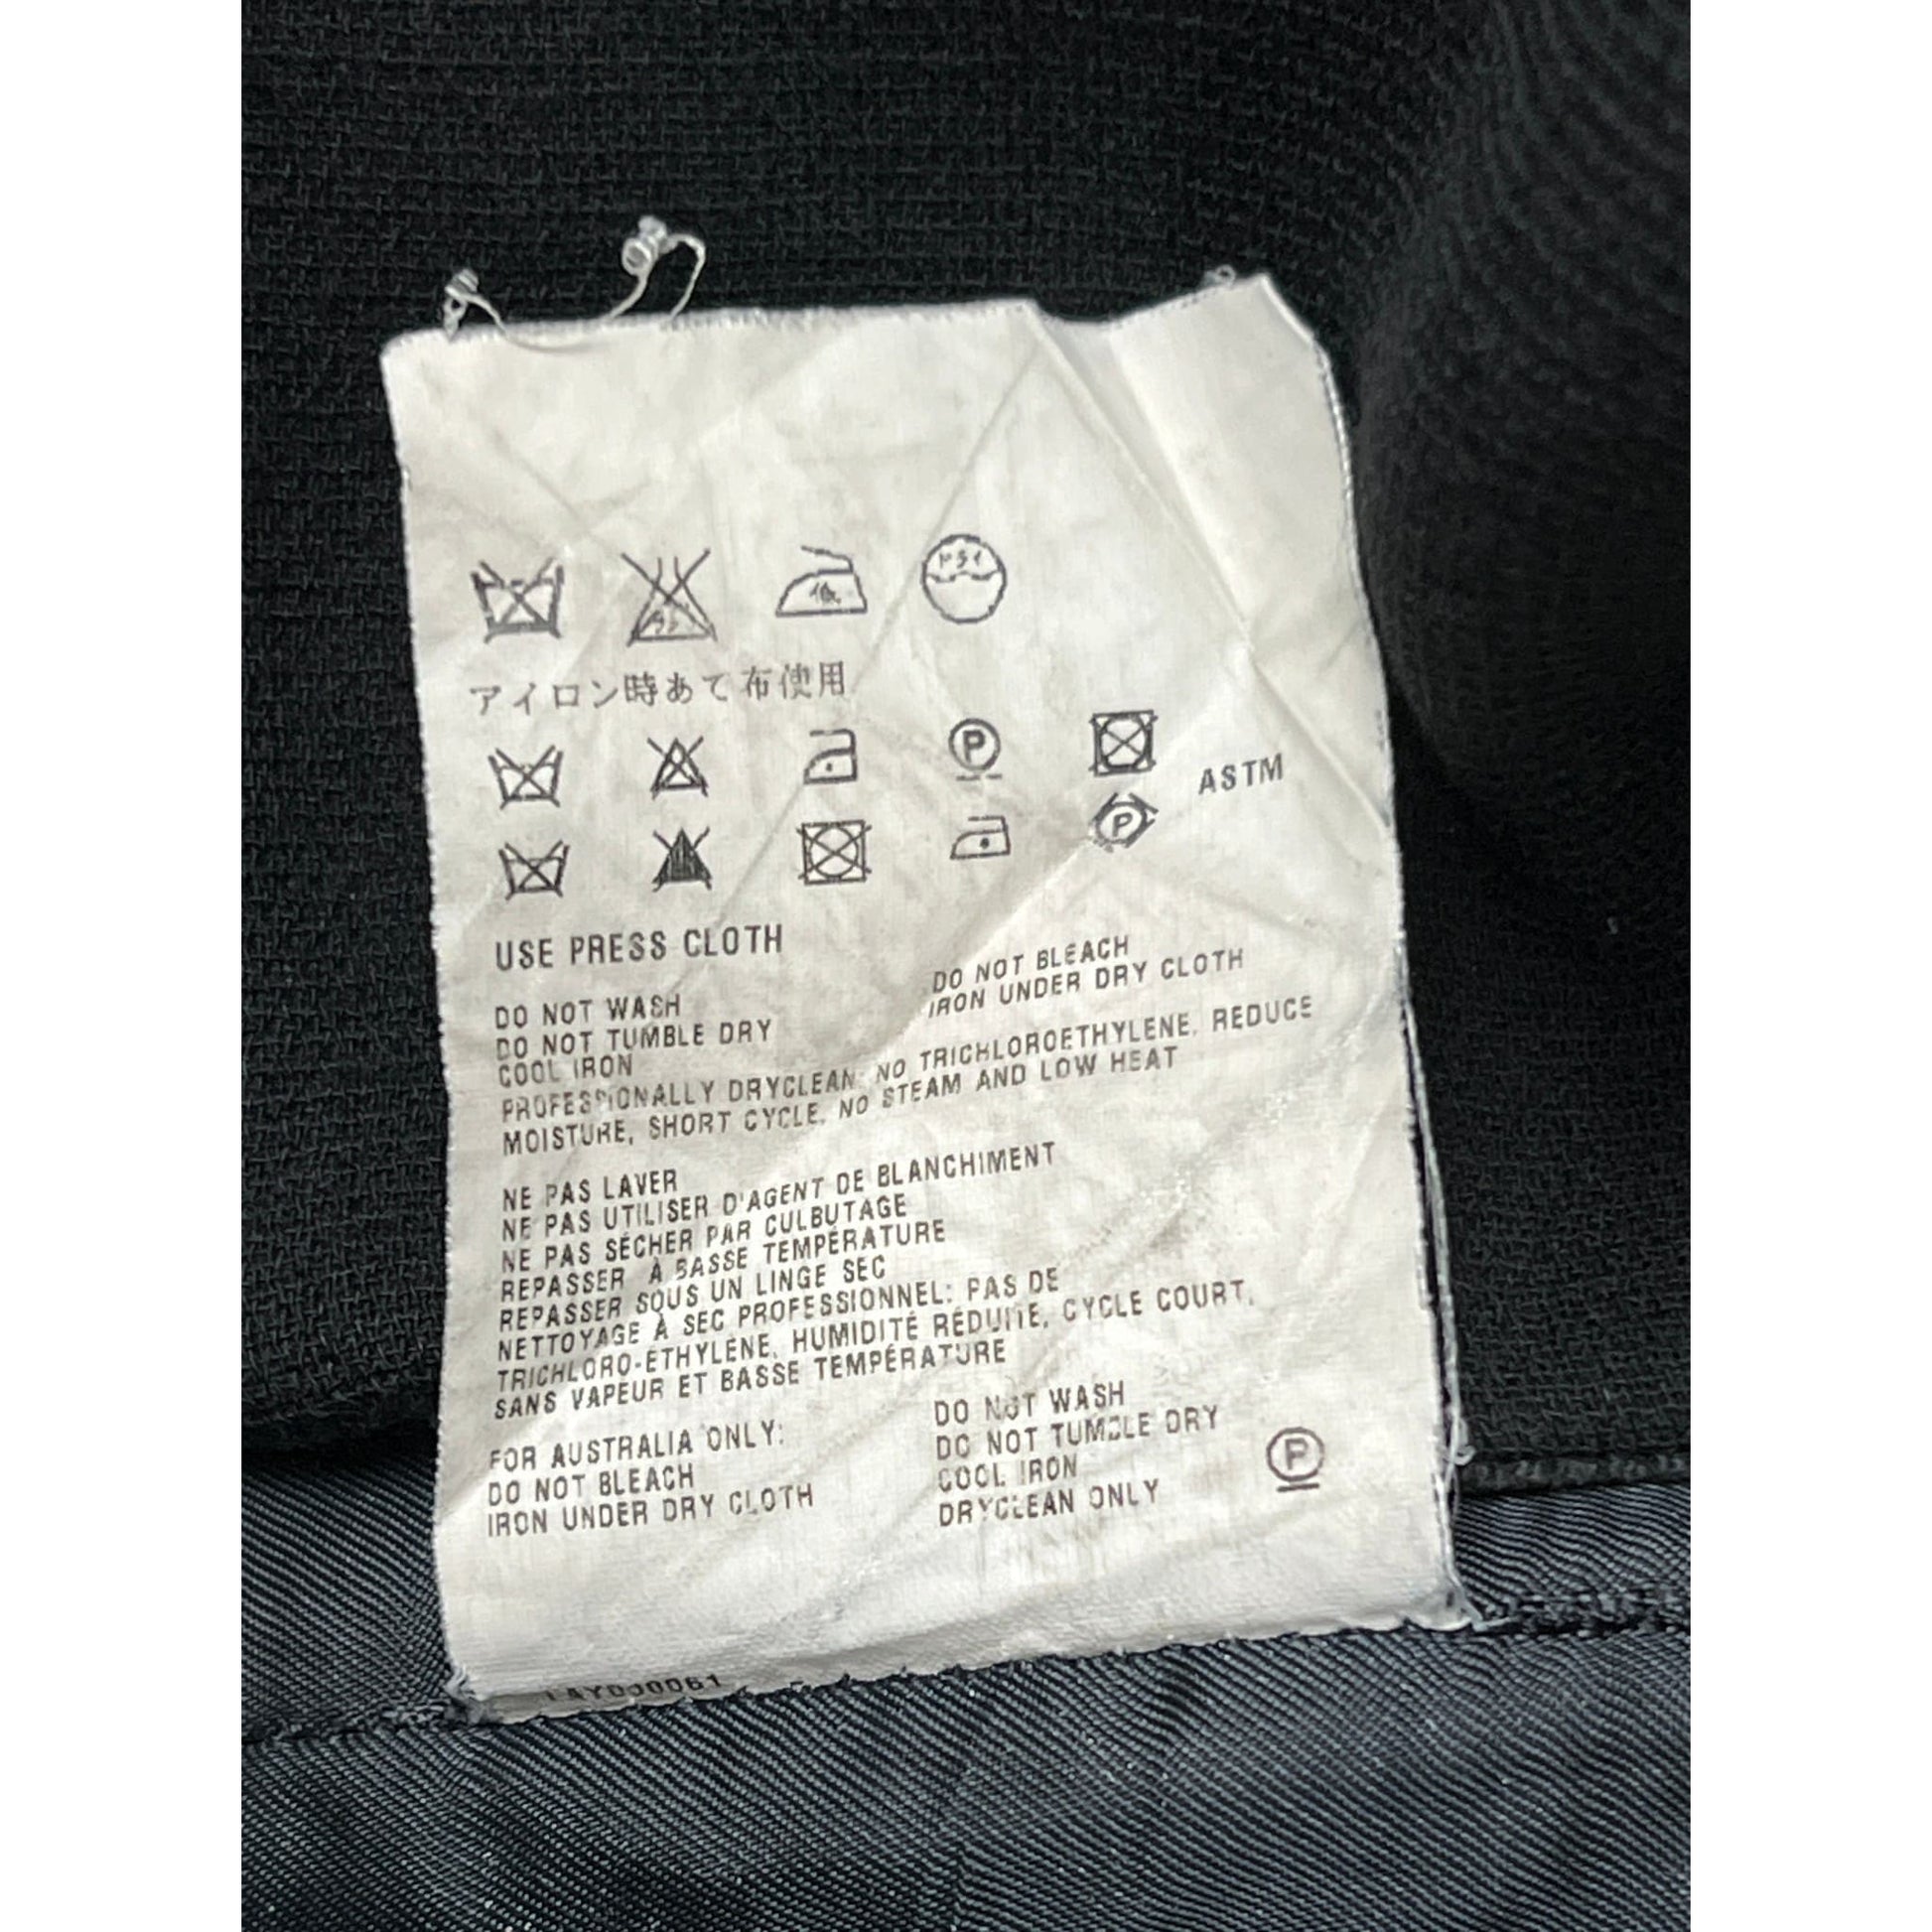 ドライ
低
アイロン時あて布使用
P
ASTM
P
USE PRESS CLOTH
DO NOT WASH
DO NOT TUMBLE DRY
COOL IRON
DO NOT BLEACH
IRON UNDER DRY CLOTH
PROFESSIONALLY DRYCLEAN: NO TRICHLOROETHYLENE, REDUCE
MOISTURE, SHORT CYCLE, NO STEAM AND LOW HEAT
NE PAS LAVER
NE PAS UTILISER D'AGENT DE BLANCHIMENT
NE PAS SÉCHER PAR CULBUTAGE
REPASSER À BASSE TEMPÉRATURE
REPASSER SOUS UN LINGE SEC
NETTOYAGE À SEC PROFESSIONNEL: PAS DE
TRICHLORO-ÉTHYLÈNE, HUMIDITÉ RÉDUITE, CYCLE COURT,
SANS VAPEUR ET BASSE TEMPÉRATURE
FOR AUSTRALIA ONLY:
DO NOT BLEACH
IRON UNDER DRY CLOTH
DO NOT WASH
DO NOT TUMBLE DRY
COOL IRON
DRYCLEAN ONLY
P